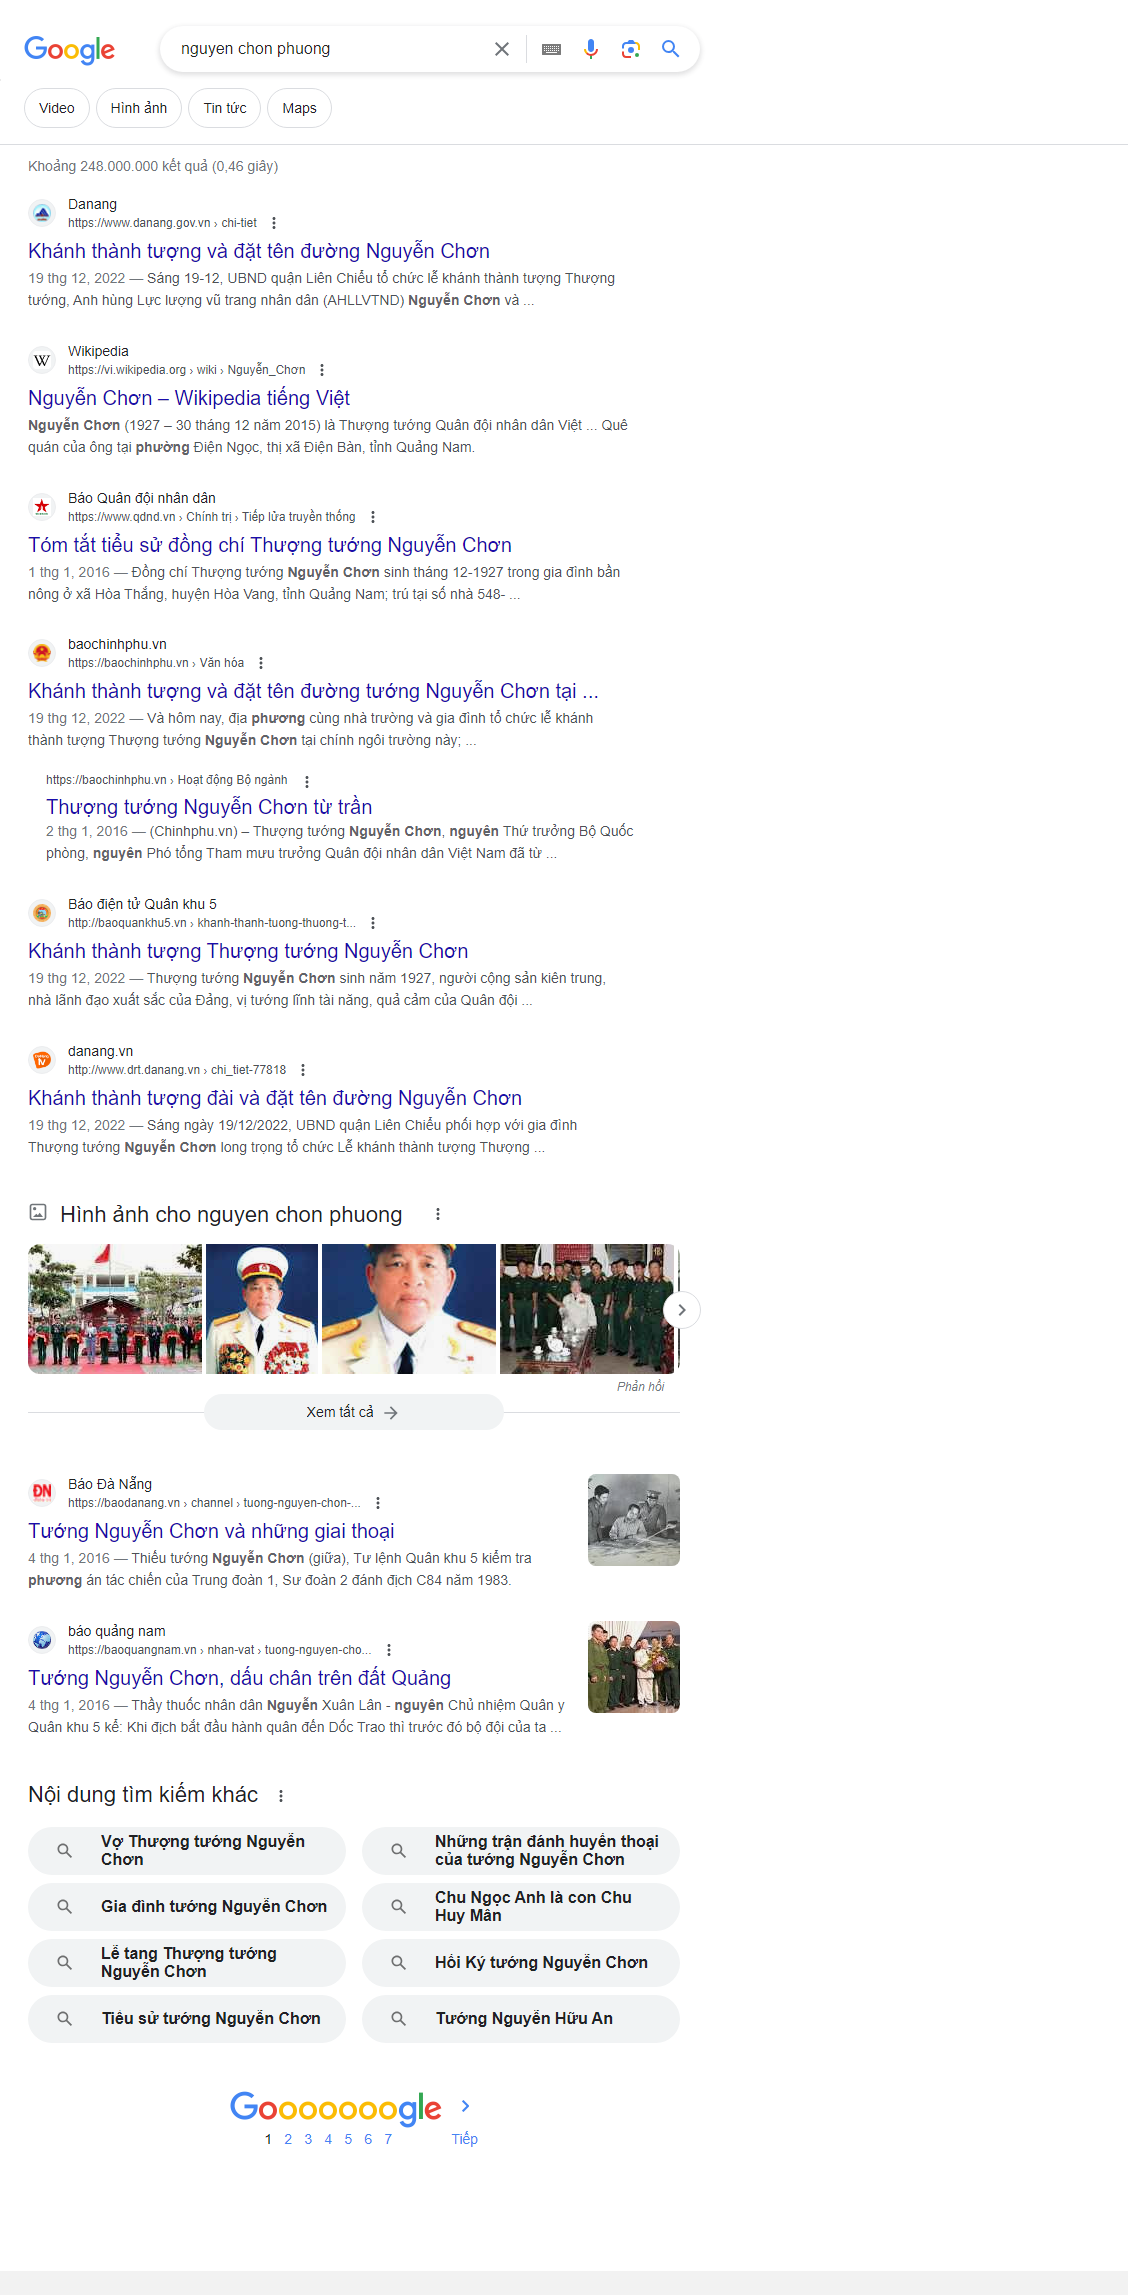 Google
nguyen chon phuong
Video
Hình ảnh
Tin tức
Maps
Khoảng 248.000.000 kết quả (0,46 giây)
Danang
https://www.danang.gov.vn › chi-tiet
Khánh thành tượng và đặt tên đường Nguyễn Chơn
19 thg 12, 2022 — Sáng 19-12, UBND quận Liên Chiểu tổ chức lễ khánh thành tượng Thượng
tướng, Anh hùng Lực lượng vũ trang nhân dân (AHLLVTND) Nguyễn Chơn và ...
W
Wikipedia
https://vi.wikipedia.org › wiki › Nguyễn_Chơn
Nguyễn Chơn – Wikipedia tiếng Việt
Nguyễn Chơn (1927 – 30 tháng 12 năm 2015) là Thượng tướng Quân đội nhân dân Việt ... Quê
quán của ông tại phường Điện Ngọc, thị xã Điện Bàn, tỉnh Quảng Nam.
Báo Quân đội nhân dân
https://www.qdnd.vn › Chính trị › Tiếp lửa truyền thống
Tóm tắt tiểu sử đồng chí Thượng tướng Nguyễn Chơn
1 thg 1, 2016 — Đồng chí Thượng tướng Nguyễn Chơn sinh tháng 12-1927 trong gia đình bần
nông ở xã Hòa Thắng, huyện Hòa Vang, tỉnh Quảng Nam; trú tại số nhà 548- ...
baochinhphu.vn
https://baochinhphu.vn › Văn hóa
Khánh thành tượng và đặt tên đường tướng Nguyễn Chơn tại ...
19 thg 12, 2022 — Và hôm nay, địa phương cùng nhà trường và gia đình tổ chức lễ khánh
thành tượng Thượng tướng Nguyễn Chơn tại chính ngôi trường này; ...
https://baochinhphu.vn › Hoạt động Bộ ngành
Thượng tướng Nguyễn Chơn từ trần
2 thg 1, 2016 — (Chinhphu.vn) – Thượng tướng Nguyễn Chơn, nguyên Thứ trưởng Bộ Quốc
phòng, nguyên Phó tổng Tham mưu trưởng Quân đội nhân dân Việt Nam đã từ ...
Báo điện tử Quân khu 5
http://baoquankhu5.vn › khanh-thanh-tuong-thuong-t...
Khánh thành tượng Thượng tướng Nguyễn Chơn
19 thg 12, 2022 — Thượng tướng Nguyễn Chơn sinh năm 1927, người cộng sản kiên trung,
nhà lãnh đạo xuất sắc của Đảng, vị tướng lĩnh tài năng, quả cảm của Quân đội ...
danang.vn
http://www.drt.danang.vn › chi_tiet-77818
Khánh thành tượng đài và đặt tên đường Nguyễn Chơn
19 thg 12, 2022 — Sáng ngày 19/12/2022, UBND quận Liên Chiểu phối hợp với gia đình
Thượng tướng Nguyễn Chơn long trọng tổ chức Lễ khánh thành tượng Thượng ...
Hình ảnh cho nguyen chon phuong
Phản hồi
Xem tất cả
ĐN
Báo Đà Nẵng
https://baodanang.vn › channel › tuong-nguyen-chon-...
Tướng Nguyễn Chơn và những giai thoại
4 thg 1, 2016 — Thiếu tướng Nguyễn Chơn (giữa), Tư lệnh Quân khu 5 kiểm tra
phương án tác chiến của Trung đoàn 1, Sư đoàn 2 đánh địch C84 năm 1983.
báo quảng nam
https://baoquangnam.vn › nhan-vat › tuong-nguyen-cho...
Tướng Nguyễn Chơn, dấu chân trên đất Quảng
4 thg 1, 2016 — Thầy thuốc nhân dân Nguyễn Xuân Lân - nguyên Chủ nhiệm Quân y
Quân khu 5 kể: Khi địch bắt đầu hành quân đến Dốc Trao thì trước đó bộ đội của ta ...
Nội dung tìm kiếm khác
Vợ Thượng tướng Nguyễn
Chơn
Những trận đánh huyền thoại
của tướng Nguyễn Chơn
Gia đình tướng Nguyễn Chơn
Chu Ngọc Anh là con Chu
Huy Mân
Lễ tang Thượng tướng
Nguyễn Chơn
Hồi Ký tướng Nguyễn Chơn
Tiêu sử tướng Nguyễn Chơn
Tướng Nguyễn Hữu An
Goooooooogle
1 2 3 4 5 6 7 Tiếp